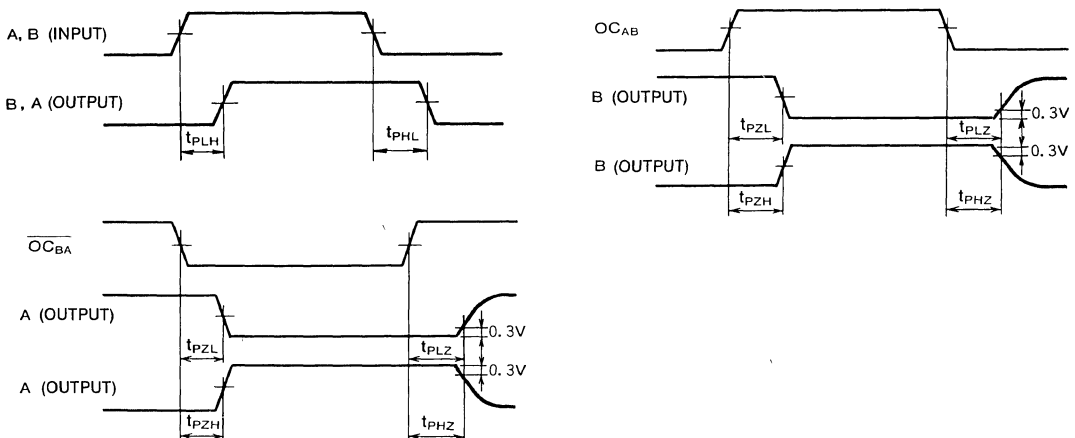 A, B (INPUT)
B, A (OUTPUT)
tPLH
tPHL
OCAB
B (OUTPUT)
0.3V
tPZL
tPLZ
0.3V
B (OUTPUT)
tPZH
tPHZ
OCBA
A (OUTPUT)
0.3V
tPZL
tPLZ
0.3V
A (OUTPUT)
tPZH
tPHZ